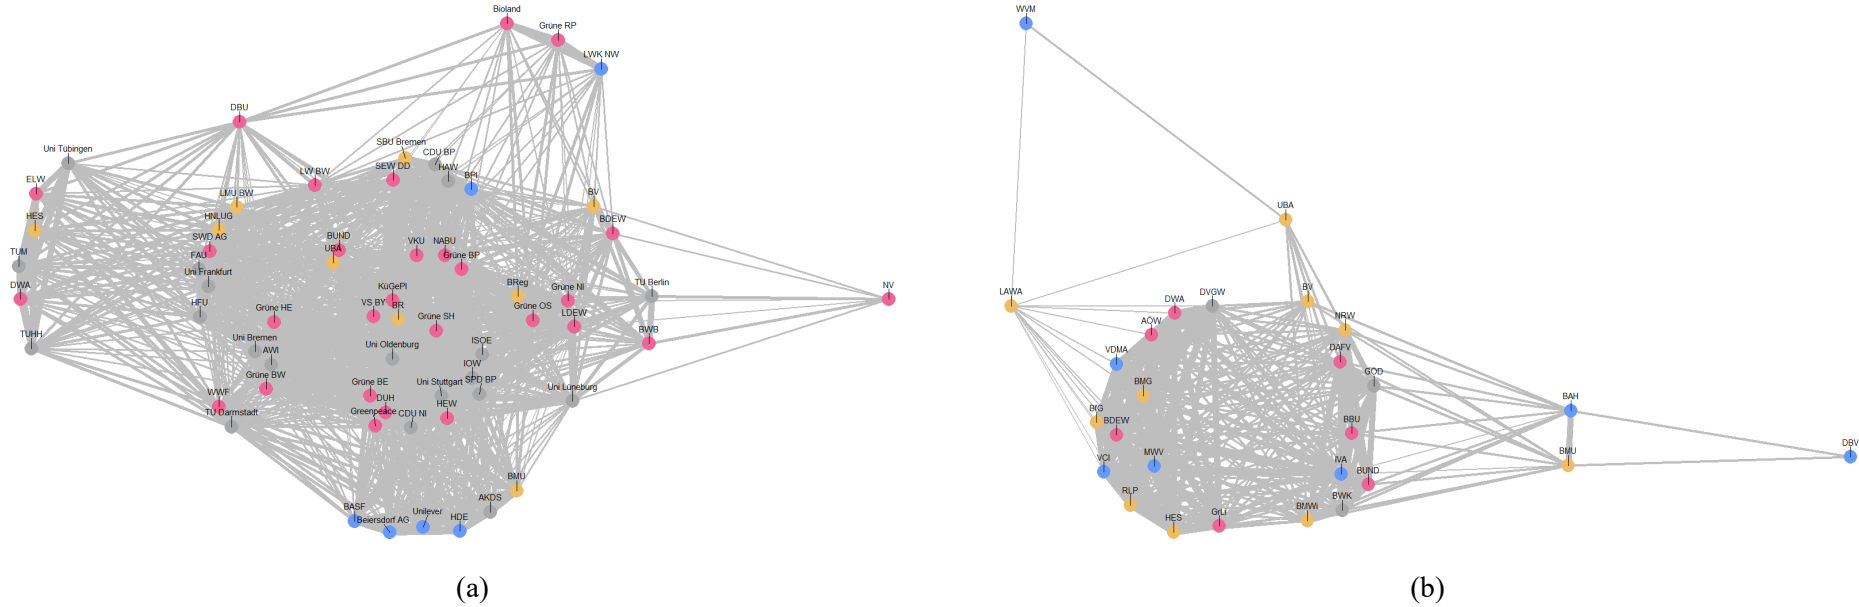 Bioland
Grüne RP
LWK NW
DBU
Uni Tübingen
SBU Bremen
CDU BP
SEW DD
HAW
BPI
LW BW
ELW
LMU BW
BV
HES
HNLUG
BDEW
SWD AG
BUND
UBA
VKU
NABU
Grüne BP
TUM
FAU
Uni Frankfurt
TU Berlin
DWA
KüGePl
BReg
Grüne NI
NV
HFU
Grüne HE
VS BY
BR
Grüne SH
Grüne OS
LDEW
TUHH
Uni Bremen
AWI
Uni Oldenburg
ISOE
BWB
IOW
Grüne BW
Grüne BE
Uni Stuttgart
SPD BP
Uni Lüneburg
WWF
DUH
TU Darmstadt
Greenpeace
CDU NI
HEW
BMU
AKDS
BASF
Beiersdorf AG
Unilever
HDE
(a)
WVM
UBA
LAWA
DWA
DVGW
BV
AÖW
NRW
VDMA
DAFV
BMG
GÖD
BfG
BDEW
BBU
BAH
VCI
MWV
IVA
BUND
BMU
DBV
RLP
BWK
HES
GrLi
BMWi
(b)